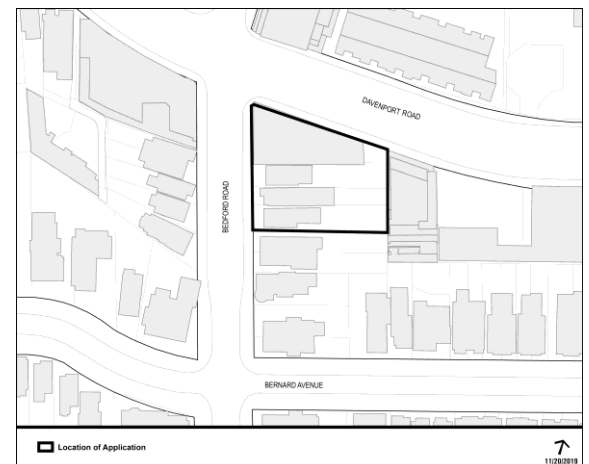 DAVENPORT ROAD
BEDFORD ROAD
BERNARD AVENUE
Location of Application
11/20/2019